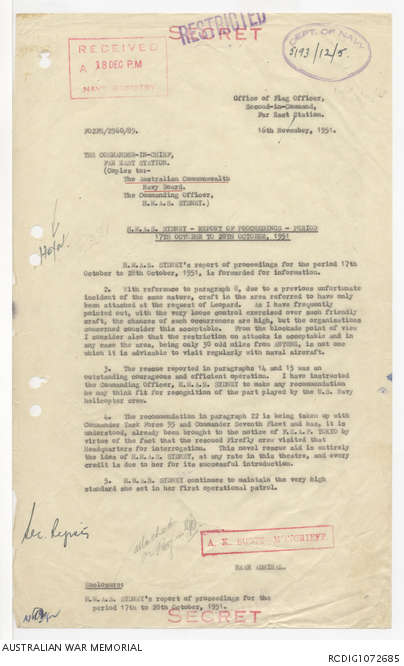 SECRET
RESTRICTED
RECEIVED
A 18 DEC P.M
NAVY REGISTRY
DEPT. OF NAVY
5193/12/5.
Office of Flag Officer,
Second-in-Command,
Far East Station.
16th November, 1951.
FO2FE/2960/89.
THE COMMANDER-IN-CHIEF,
FAR EAST STATION.
(Copies to:-
The Australian Commonwealth
Navy Board.
The Commanding Officer,
H.M.A.S. SYDNEY.)
H.M.A.S. SYDNEY - REPORT OF PROCEEDINGS - PERIOD
17TH OCTOBER TO 28TH OCTOBER, 1951
H.M.A.S. SYDNEY's report of proceedings for the period 17th
October to 28th October, 1951, is forwarded for information.
2. With reference to paragraph 8, due to a previous unfortunate
incident of the same nature, craft in the area referred to have only
been attacked at the request of Leopard. As I have frequently
pointed out, with the very loose control exercised over such friendly
craft, the chances of such occurrences are high, but the organisations
concerned consider this acceptable. From the blockade point of view
I consider also that the restriction on attacks is acceptable and in
any case the area, being only 30 odd miles from ANTUNG, is not one
which it is advisable to visit regularly with naval aircraft.
3. The rescue reported in paragraphs 14 and 15 was an
outstanding courageous and efficient operation. I have instructed
the Commanding Officer, H.M.A.S. SYDNEY to make any recommendation
he may think fit for recognition of the part played by the U.S. Navy
helicopter crew.
4. The recommendation in paragraph 22 is being taken up with
Commander Task Force 95 and Commander Seventh Fleet and has, it is
understood, already been brought to the notice of F.E.A.F. TOKYO by
virtue of the fact that the rescued Firefly crew visited that
Headquarters for interrogation. This novel rescue aid is entirely
the idea of H.M.A.S. SYDNEY, at any rate in this theatre, and every
credit is due to her for its successful introduction.
5. H.M.A.S. SYDNEY continues to maintain the very high
standard she set in her first operational patrol.
A. K. SCOTT-MONCRIEFF
REAR ADMIRAL.
Enclosure:
H.M.A.S. SYDNEY's report of proceedings for the
period 17th to 28th October, 1951.
SECRET
AUSTRALIAN WAR MEMORIAL
RCDIG1072685